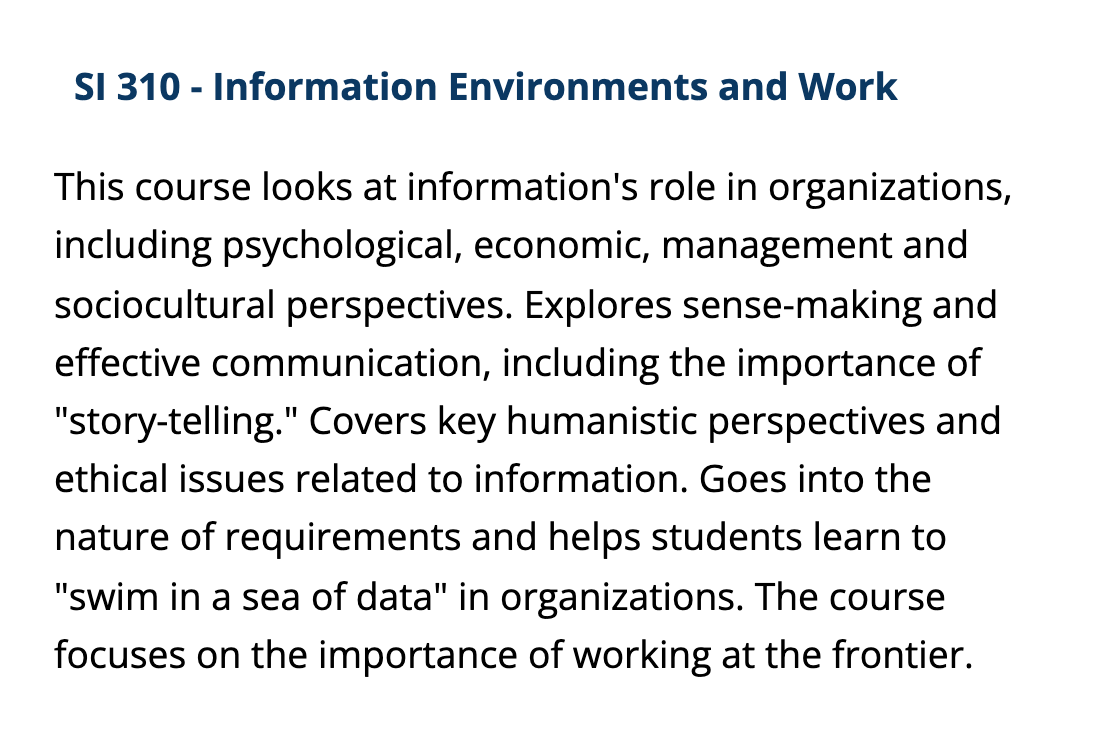 SI 310 - Information Environments and Work
This course looks at information's role in organizations,
including psychological, economic, management and
sociocultural perspectives. Explores sense-making and
effective communication, including the importance of
"story-telling." Covers key humanistic perspectives and
ethical issues related to information. Goes into the
nature of requirements and helps students learn to
"swim in a sea of data" in organizations. The course
focuses on the importance of working at the frontier.